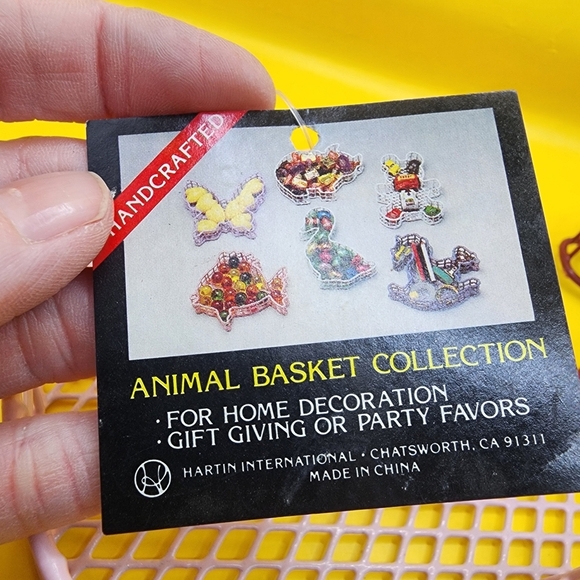 HANDCRAFTED
ANIMAL BASKET COLLECTION
· FOR HOME DECORATION
· GIFT GIVING OR PARTY FAVORS
HARTIN INTERNATIONAL · CHATSWORTH, CA 91311
MADE IN CHINA